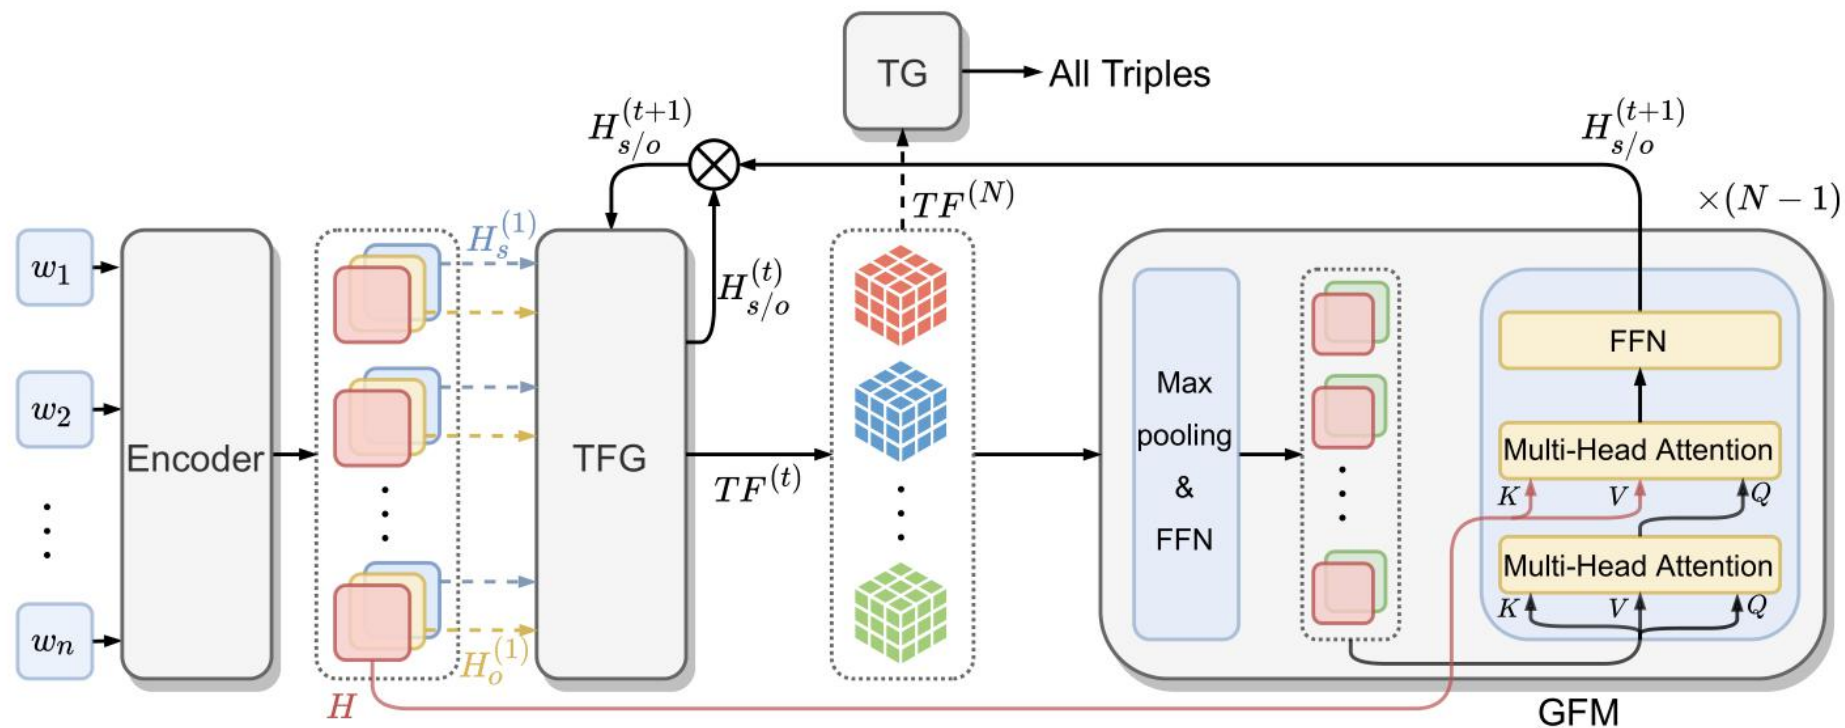 TG
All Triples
H_{s/o}^{(t+1)}
H_{s/o}^{(t+1)}
TF^{(N)}
×(N − 1)
w_1
w_2
w_n
Encoder
H_s^{(1)}
H_o^{(1)}
H
TFG
H_{s/o}^{(t)}
TF^{(t)}
Max
pooling
&
FFN
FFN
Multi-Head Attention
K V Q
Multi-Head Attention
K V Q
GFM